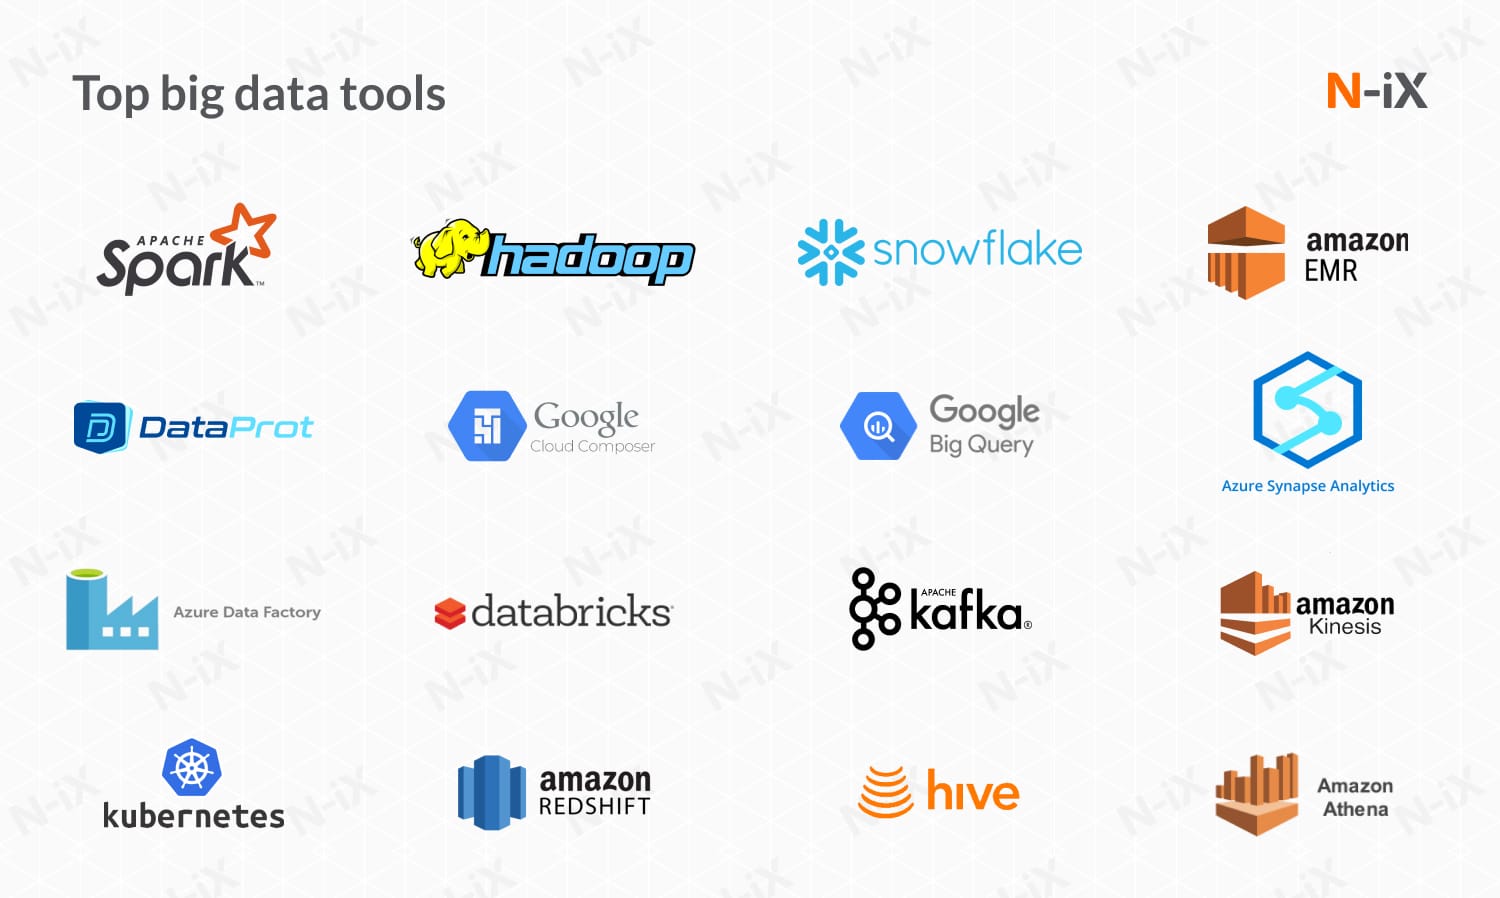 Top big data tools
N-iX
APACHE
Spark™
hadoop
snowflake
amazon
EMR
DataProt
Google
Cloud Composer
Google
Big Query
Azure Synapse Analytics
Azure Data Factory
databricks®
APACHE
kafka®
amazon
Kinesis
kubernetes
amazon
REDSHIFT
hive
Amazon
Athena